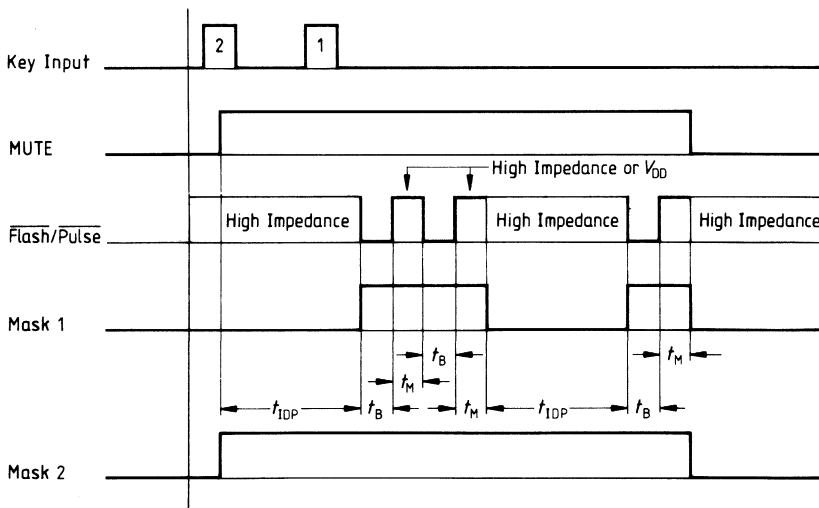 Key Input
2
1
MUTE
High Impedance or V_DD
Flash/Pulse
High Impedance
High Impedance
High Impedance
Mask 1
t_B
t_M
t_M
t_IDP
t_B
t_M
t_IDP
t_B
Mask 2